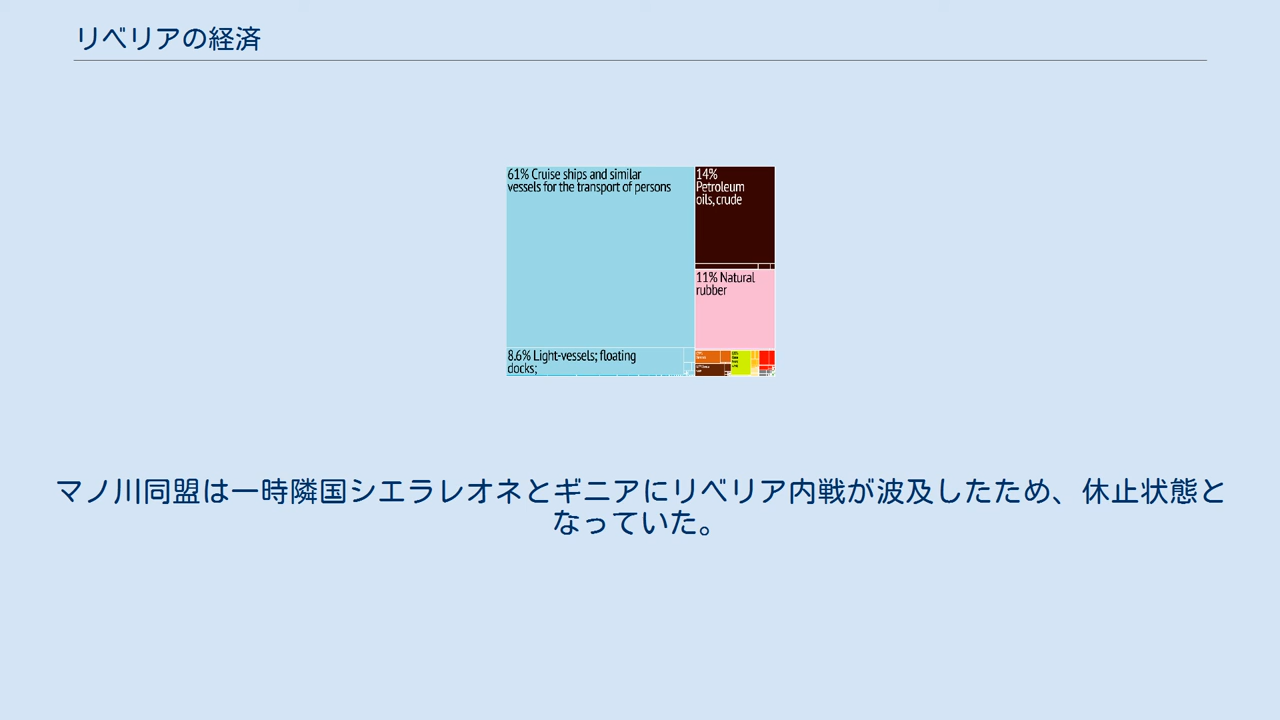 リベリアの経済
61% Cruise ships and similar
vessels for the transport of persons
14%
Petroleum
oils, crude
11% Natural
rubber
8.6% Light-vessels; floating
docks;
マノ川同盟は一時隣国シエラレオネとギニアにリベリア内戦が波及したため、休止状態と
なっていた。